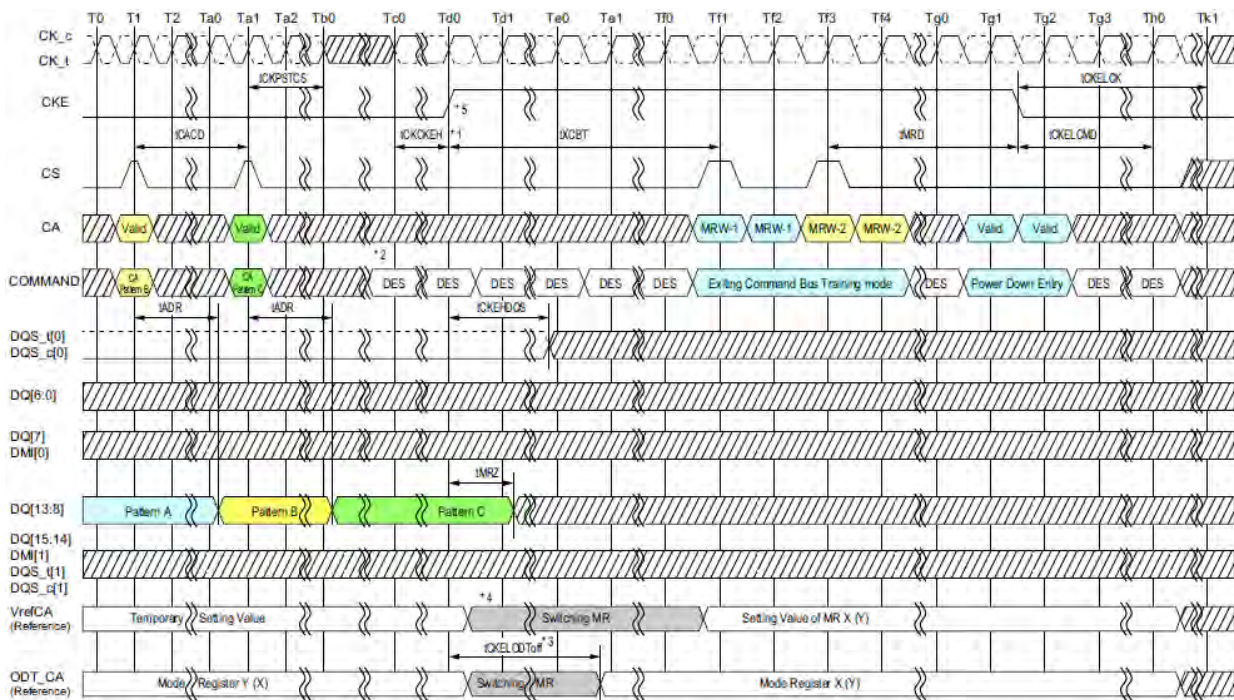 T0 T1 T2 Ta0 Ta1 Ta2 Tb0 Tc0 Td0 Td1 Te0 Te1 Tf0 Tf1 Tf2 Tf3 Tf4 Tg0 Tg1 Tg2 Tg3 Th0 Tk1
CK_c
CK_t
tCKPSTCS tCKELCK
CKE *5
tCACD tCKCKEH *1 tXCBT tMRD tCKELCMD
CS
CA Valid Valid MRW-1 MRW-1 MRW-2 MRW-2 Valid Valid
*2
COMMAND CA Pattern B CA Pattern C DES DES DES DES DES DES Exiting Command Bus Training mode DES Power Down Entry DES DES
tADR tADR tCKEHDQS
DQS_t[0]
DQS_c[0]
DQ[6:0]
DQ[7]
DMI[0]
tMRZ
DQ[13:8] Pattern A Pattern B Pattern C
DQ[15:14]
DMI[1]
DQS_t[1]
DQS_c[1]
*4
VrefCA
(Reference) Temporary Setting Value Switching MR Setting Value of MR X (Y)
tCKELODToff *3
ODT_CA
(Reference) Mode Register Y (X) Switching MR Mode Register X (Y)